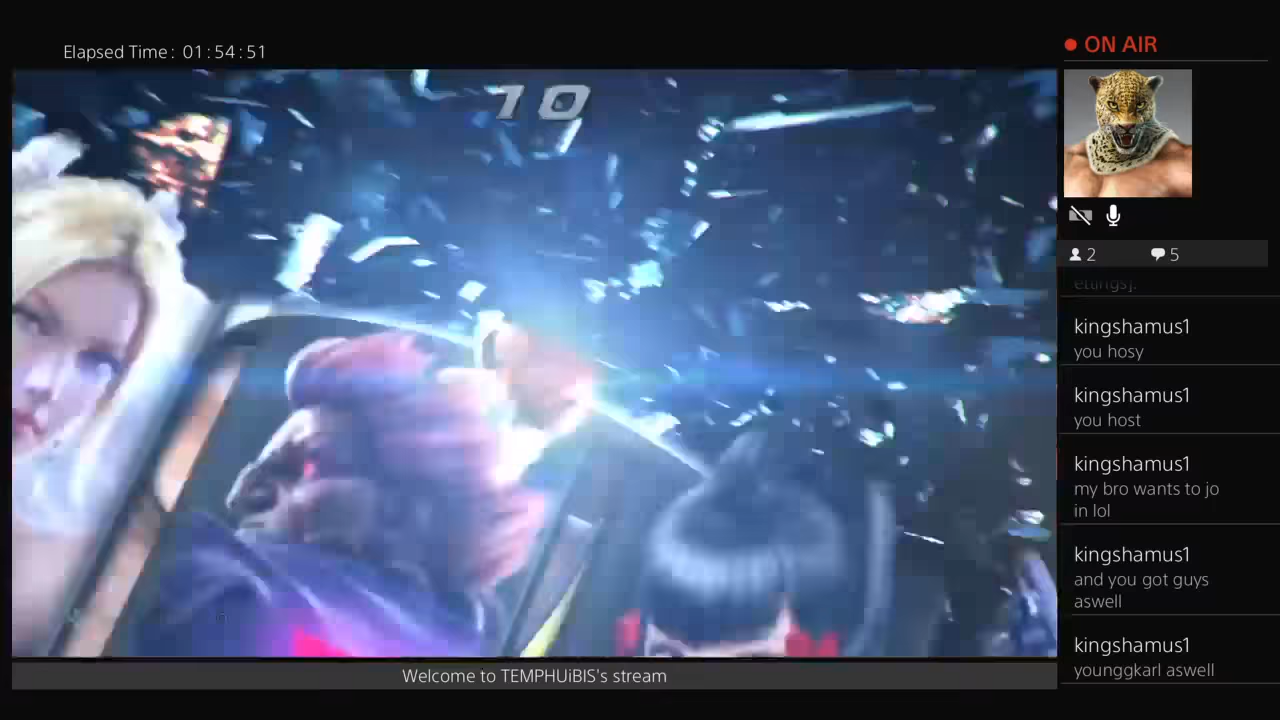 Elapsed Time: 01:54:51
ON AIR
10
2
5
kingshamus1
you hosy
kingshamus1
you host
kingshamus1
my bro wants to jo
in lol
kingshamus1
and you got guys
aswell
kingshamus1
younggkarl aswell
Welcome to TEMPHUiBIS's stream